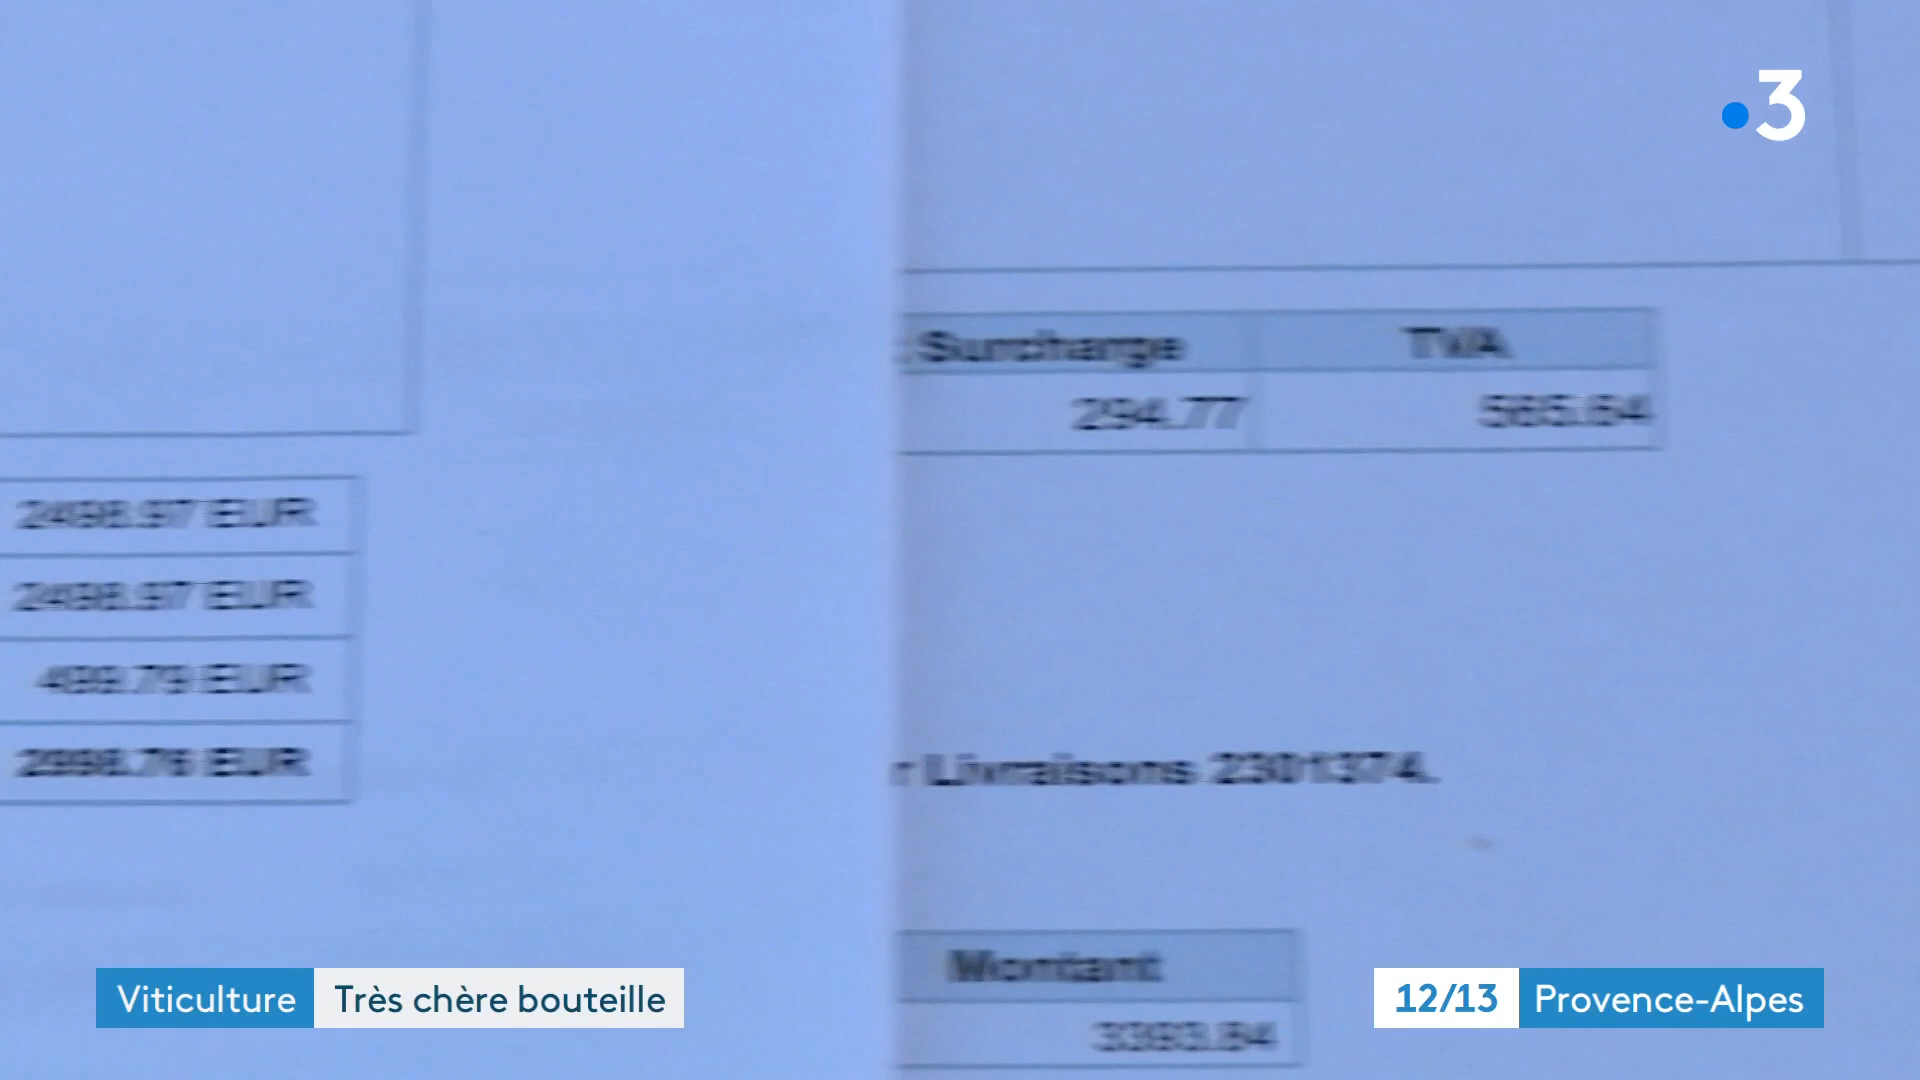 3
Surcharge TVA
294.77 565.64
2498.97 EUR
2498.97 EUR
499.79 EUR
2998.76 EUR
r Livraisons 2301374.
Montant
3393.84
Viticulture Très chère bouteille
12/13 Provence-Alpes